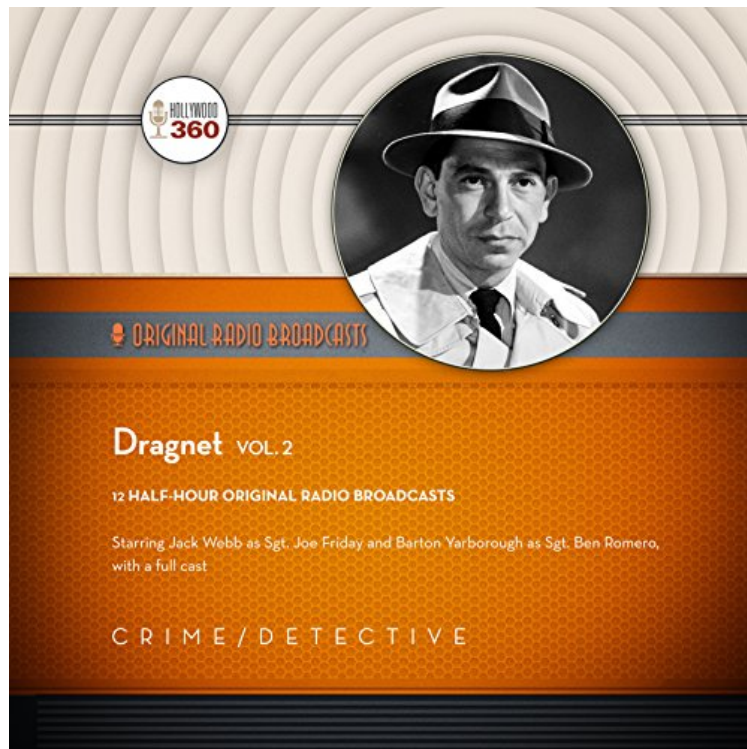 HOLLYWOOD
360
ORIGINAL RADIO BROADCASTS
Dragnet VOL. 2
12 HALF-HOUR ORIGINAL RADIO BROADCASTS
Starring Jack Webb as Sgt. Joe Friday and Barton Yarborough as Sgt. Ben Romero,
with a full cast
CRIME/DETECTIVE